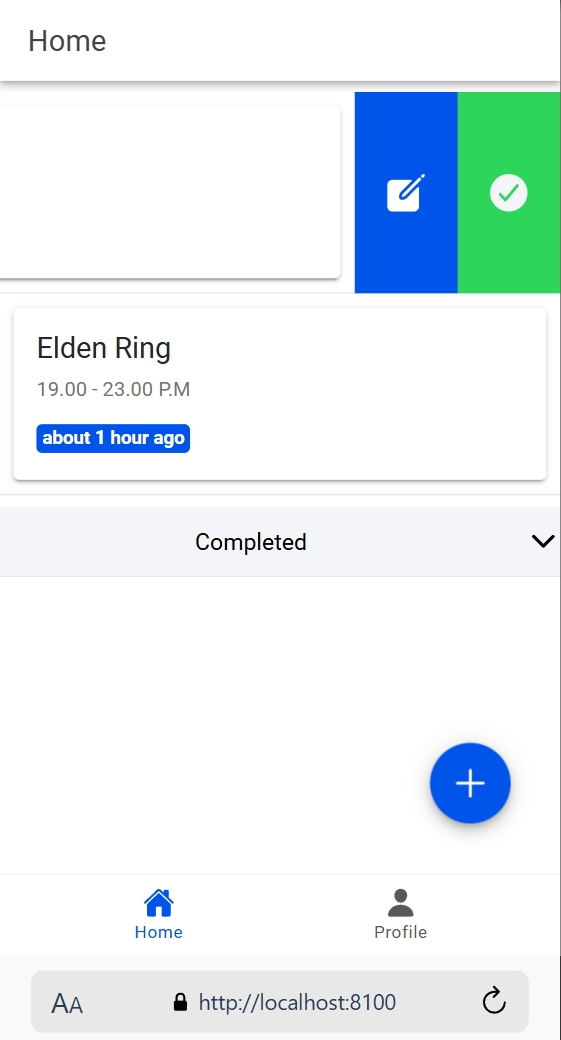 Home
Elden Ring
19.00 - 23.00 P.M
about 1 hour ago
Completed
Home
Profile
AA
http://localhost:8100